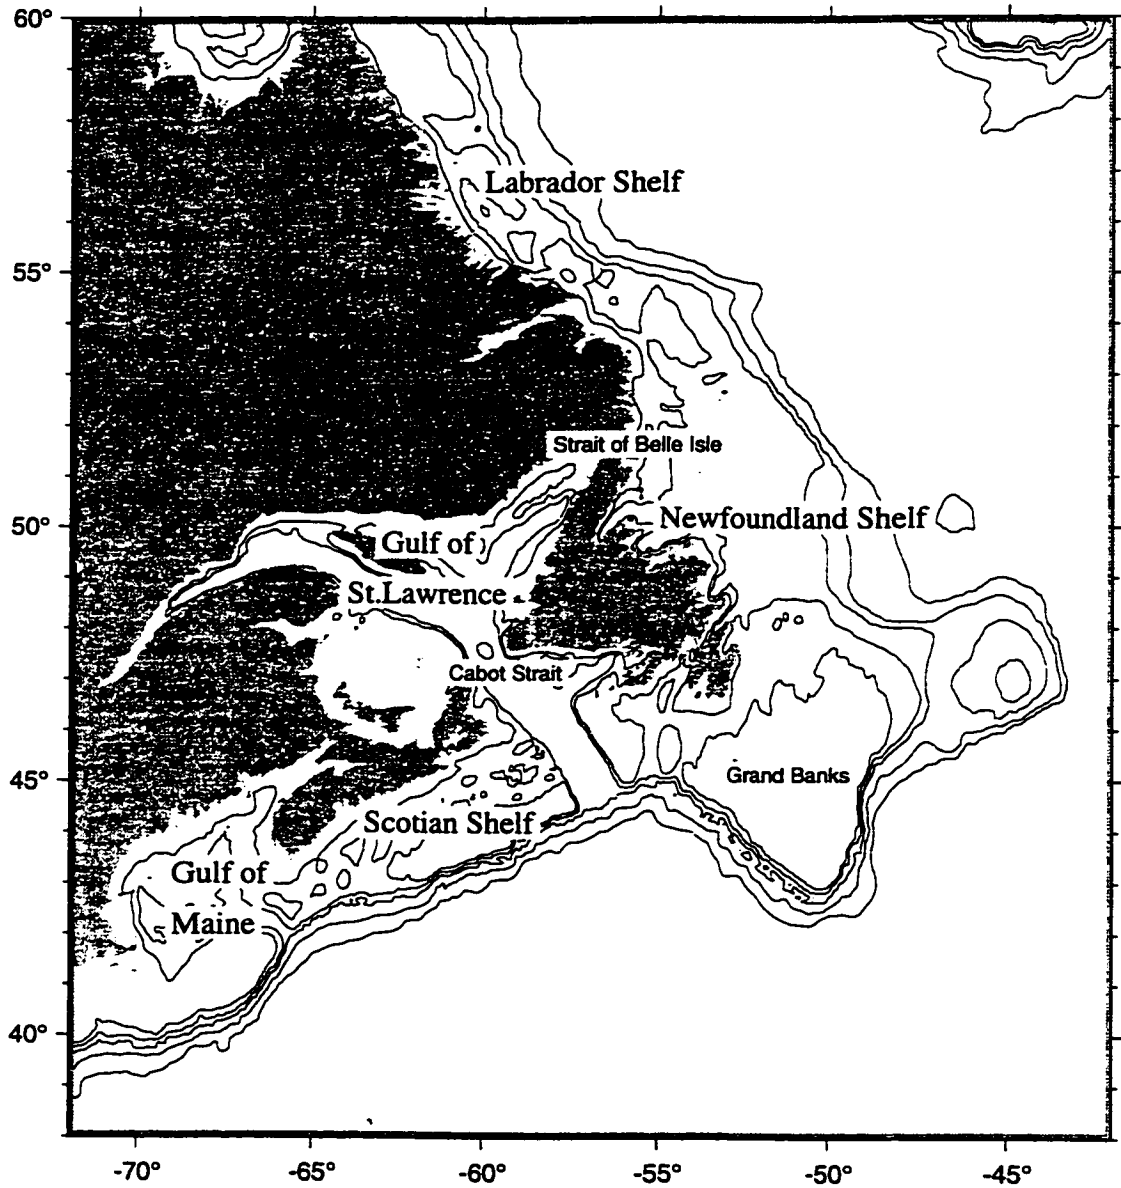 60°
Labrador Shelf
55°
Strait of Belle Isle
50°
Newfoundland Shelf
Gulf of
St.Lawrence
Cabot Strait
45°
Grand Banks
Scotian Shelf
Gulf of
Maine
40°
-70° -65° -60° -55° -50° -45°